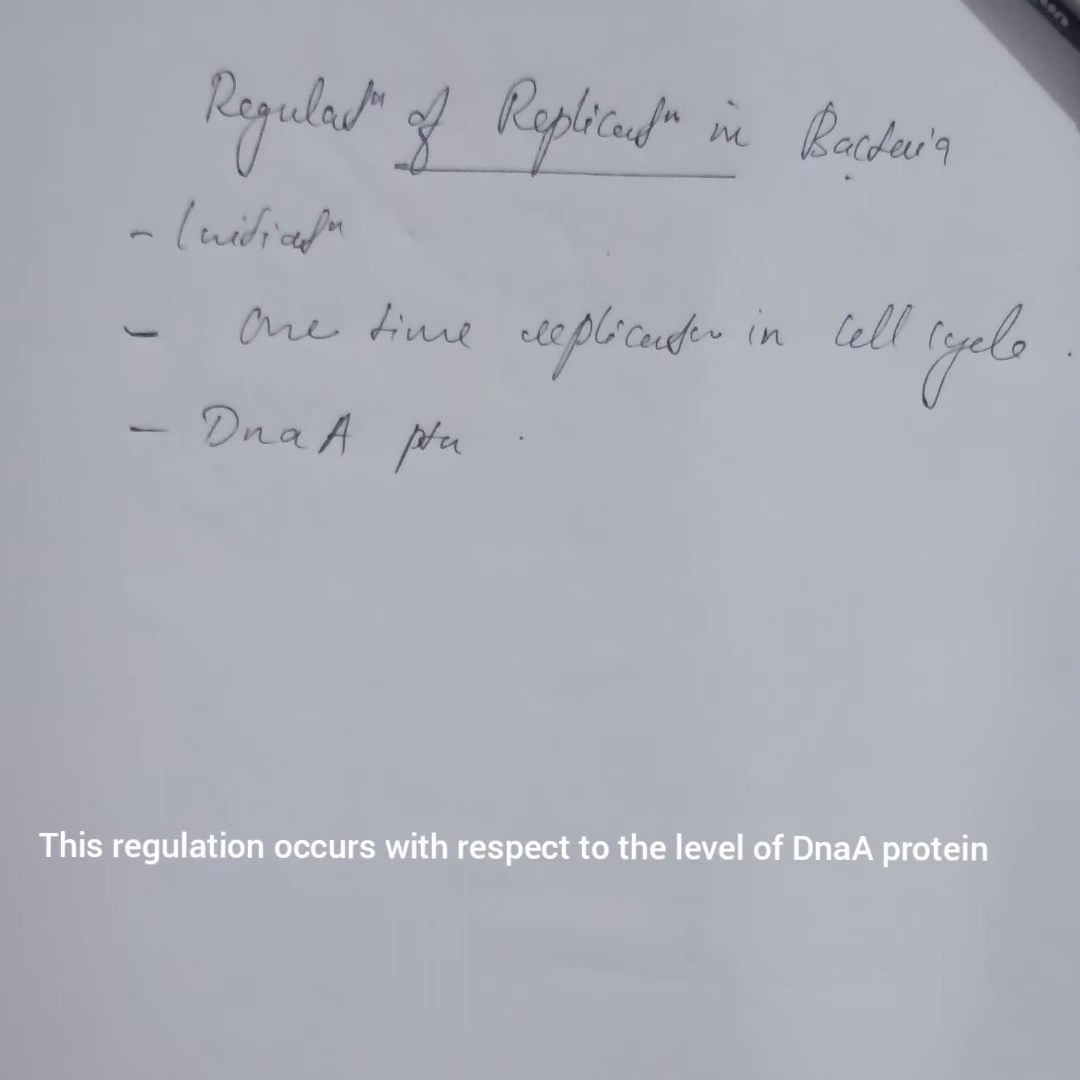 Regulatⁿ of Replicatⁿ in Bacteria
- Initiatⁿ
- One time replication in cell cycle.
- DnaA ptn.
This regulation occurs with respect to the level of DnaA protein